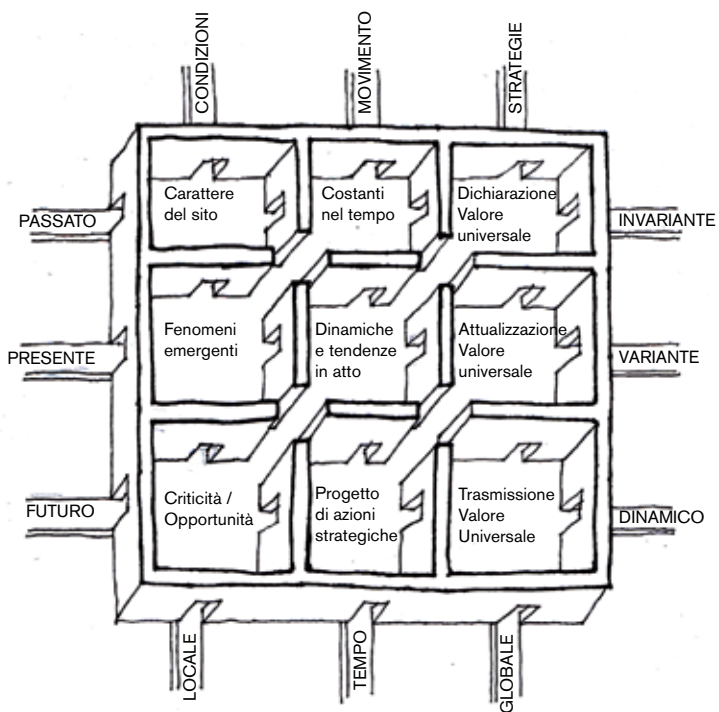 CONDIZIONI
MOVIMENTO
STRATEGIE
PASSATO
Carattere
del sito
Costanti
nel tempo
Dichiarazione
Valore
universale
INVARIANTE
PRESENTE
Fenomeni
emergenti
Dinamiche
e tendenze
in atto
Attualizzazione
Valore
universale
VARIANTE
FUTURO
Criticità /
Opportunità
Progetto
di azioni
strategiche
Trasmissione
Valore
Universale
DINAMICO
LOCALE
TEMPO
GLOBALE